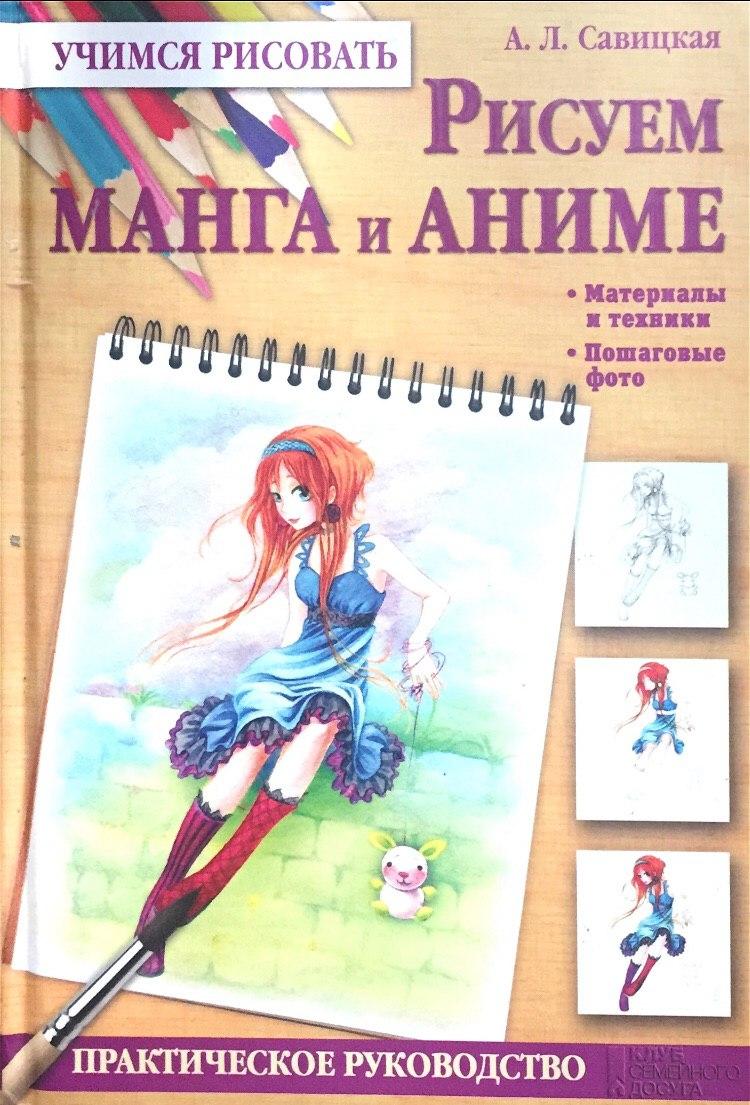 УЧИМСЯ РИСОВАТЬ
А. Л. Савицкая
Рисуем
МАНГА и АНИМЕ
• Материалы
и техники
• Пошаговые
фото
ПРАКТИЧЕСКОЕ РУКОВОДСТВО
КЛУБ
СЕМЕЙНОГО
ДОСУГА